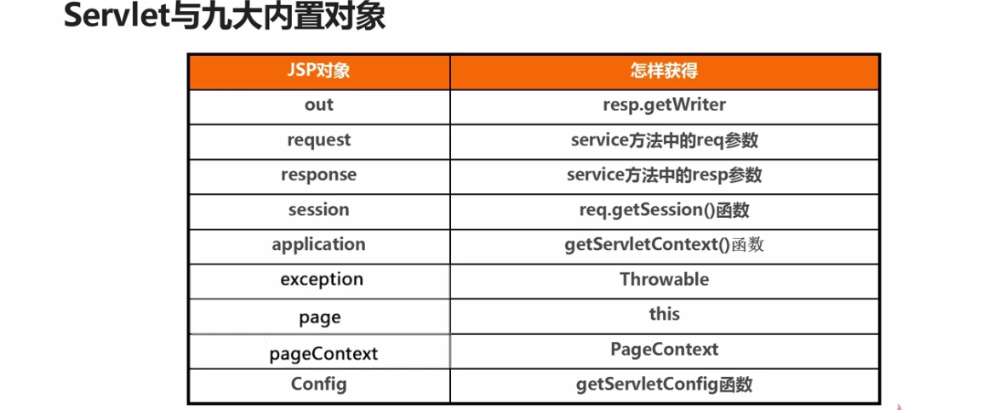 Servlet与九大内置对象
JSP对象 怎样获得
out resp.getWriter
request service方法中的req参数
response service方法中的resp参数
session req.getSession()函数
application getServletContext()函数
exception Throwable
page this
pageContext PageContext
Config getServletConfig函数